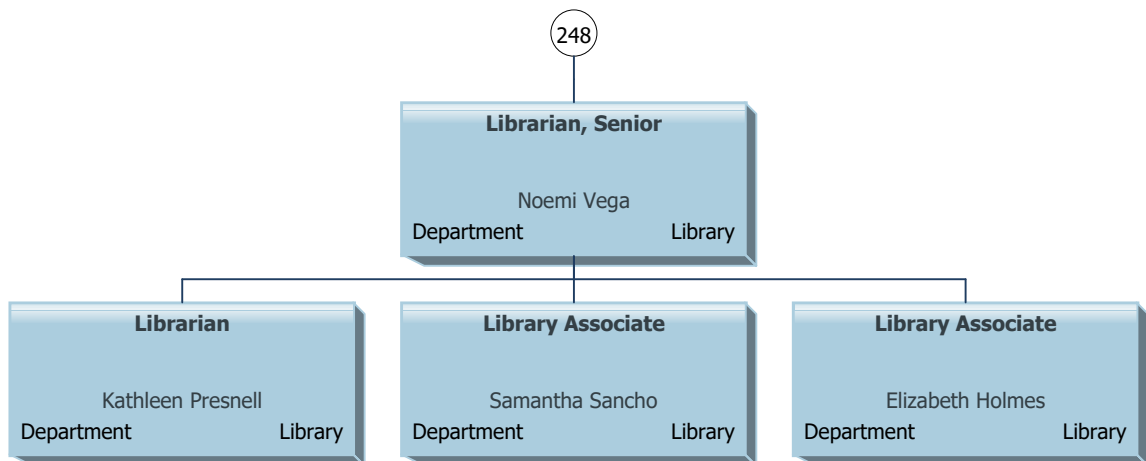 248
Librarian, Senior
Noemi Vega
Department Library
Librarian
Kathleen Presnell
Department Library
Library Associate
Samantha Sancho
Department Library
Library Associate
Elizabeth Holmes
Department Library